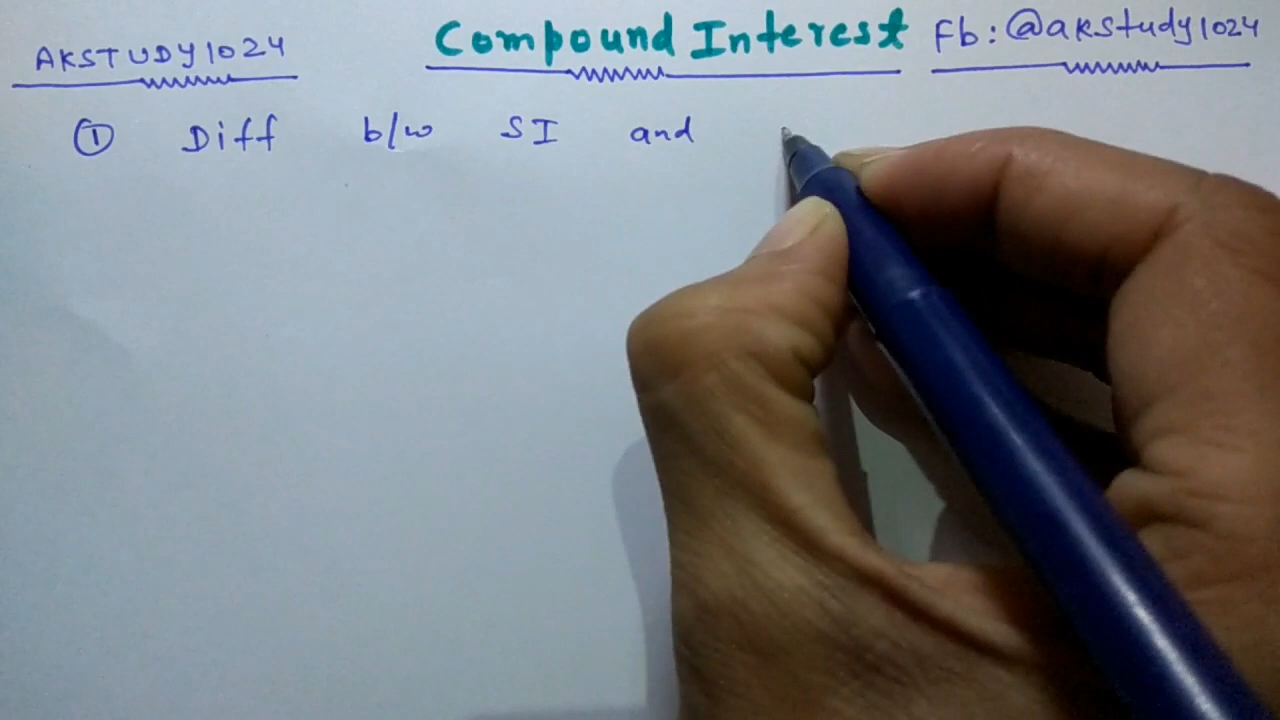 AKSTUDY1024
Compound Interest
Fb: @akstudy1024
① Diff b/w SI and